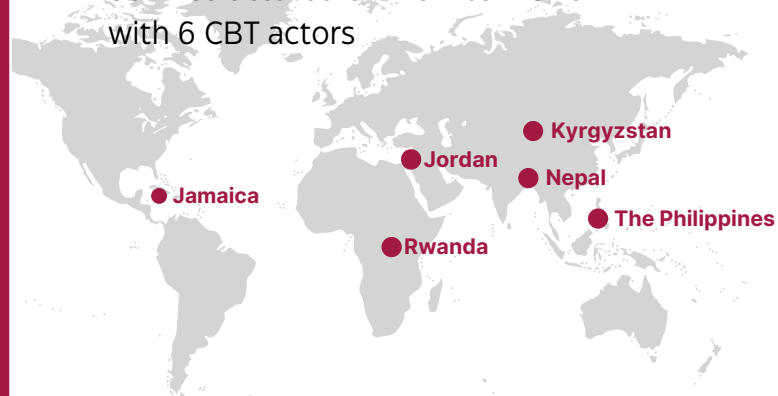 with 6 CBT actors
Kyrgyzstan
Jordan
Nepal
Jamaica
The Philippines
Rwanda